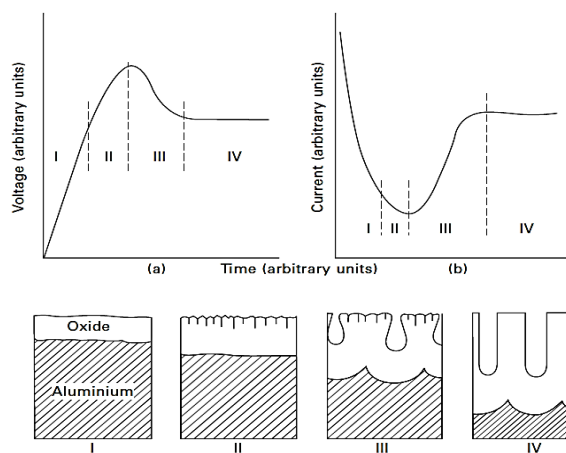 Voltage (arbitrary units)
I
II
III
IV
(a)
Current (arbitrary units)
I
II
III
IV
(b)
Time (arbitrary units)
Oxide
Aluminium
I
II
III
IV